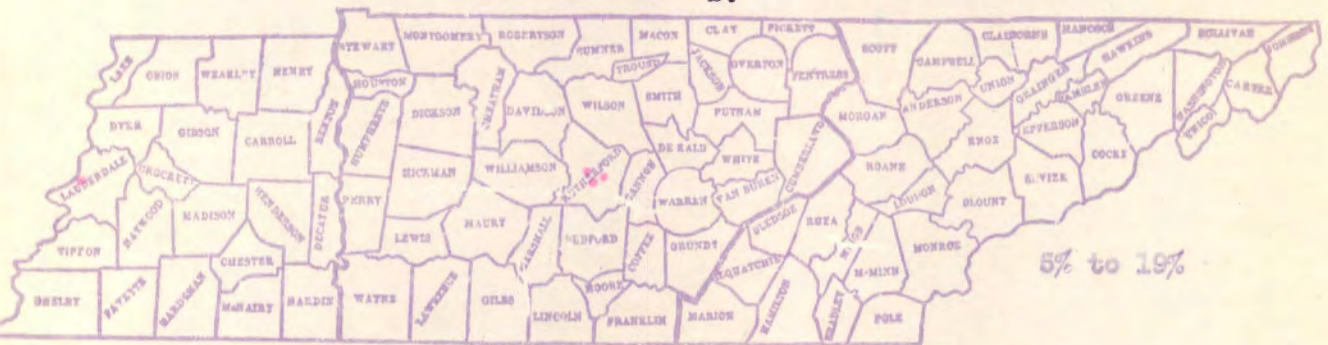 LAKE OBION WEAKLEY HENRY STEWART MONTGOMERY ROBERTSON SUMNER MACON CLAY PICKETT SCOTT CAMPBELL CLAIBORNE HANCOCK HAWKINS SULLIVAN JOHNSON
HOUSTON TROUSDALE JACKSON OVERTON FENTRESS UNION GRAINGER HAMBLEN GREENE WASHINGTON CARTER UNICOI
DYER GIBSON CARROLL BENTON HUMPHREYS DICKSON CHEATHAM DAVIDSON WILSON SMITH PUTNAM MORGAN ANDERSON KNOX JEFFERSON COCKE
LAUDERDALE CROCKETT HICKMAN WILLIAMSON RUTHERFORD CANNON DE KALB WHITE CUMBERLAND ROANE LOUDON BLOUNT SEVIER
TIPTON HAYWOOD MADISON HENDERSON DECATUR PERRY LEWIS MAURY MARSHALL BEDFORD COFFEE WARREN VAN BUREN GRUNDY BLEDSOE RHEA MEIGS MONROE
CHESTER MOORE SEQUATCHIE M-MINN
5% to 19%
SHELBY FAYETTE HARDEMAN McNAIRY HARDIN WAYNE LAWRENCE GILES LINCOLN FRANKLIN MARION HAMILTON BRADLEY POLK